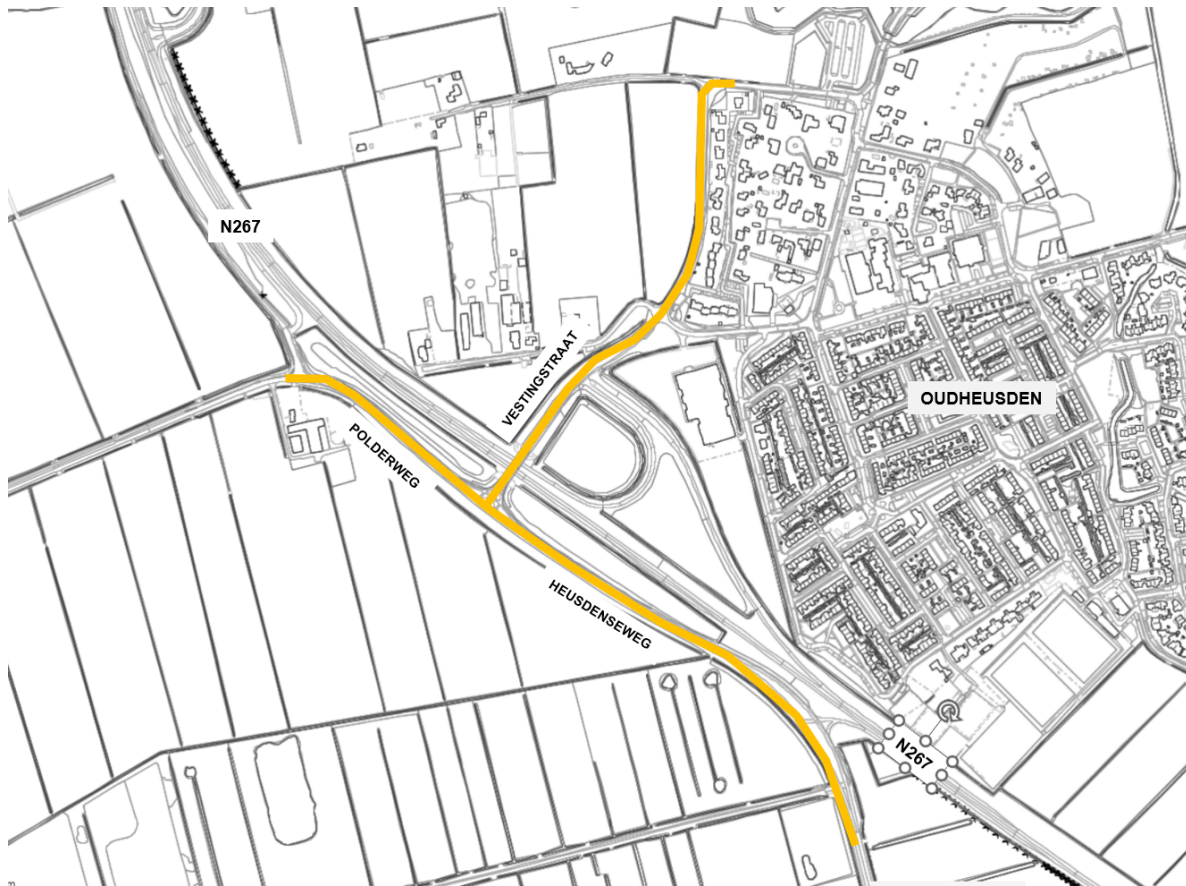 N267
VESTINGSTRAAT
OUDHEUSDEN
POLDERWEG
HEUSDENSEWEG
N267